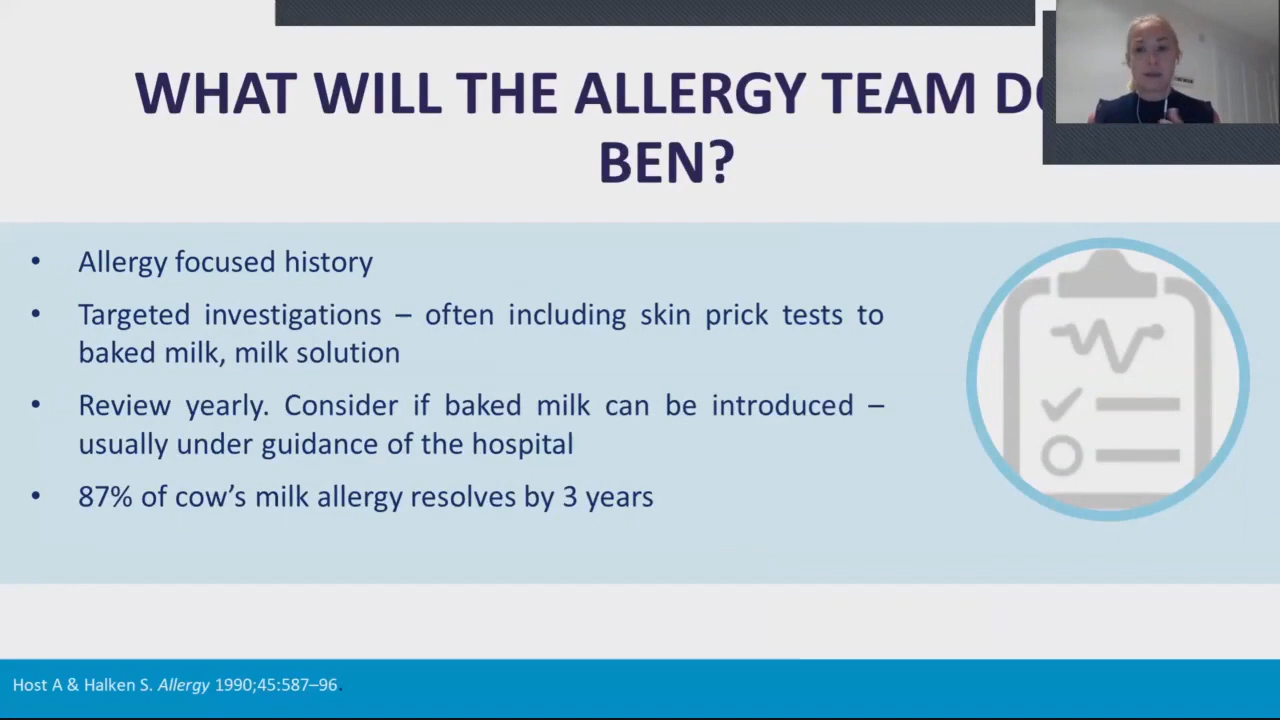 WHAT WILL THE ALLERGY TEAM
BEN?
• Allergy focused history
• Targeted investigations – often including skin prick tests to
baked milk, milk solution
• Review yearly. Consider if baked milk can be introduced –
usually under guidance of the hospital
• 87% of cow's milk allergy resolves by 3 years
Host A & Halken S. Allergy 1990;45:587–96.